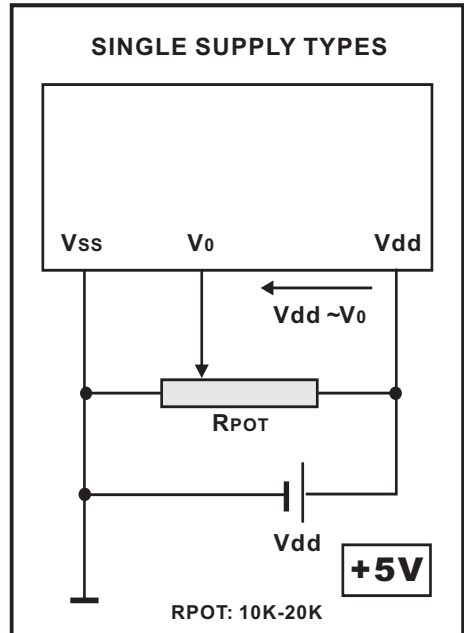 SINGLE SUPPLY TYPES
VSS V0 Vdd
Vdd ~V0
RPOT
Vdd
+5V
RPOT: 10K-20K